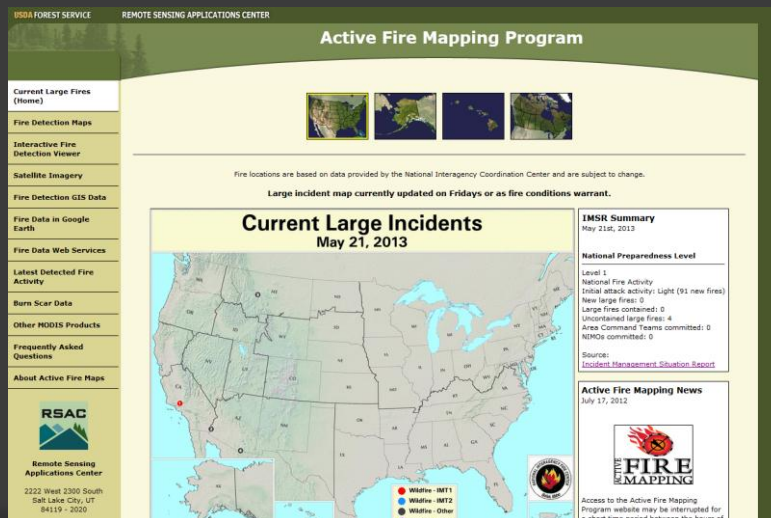 USDA FOREST SERVICE
REMOTE SENSING APPLICATIONS CENTER
Active Fire Mapping Program
Current Large Fires
(Home)
Fire Detection Maps
Interactive Fire
Detection Viewer
Satellite Imagery
Fire Detection GIS Data
Fire Data in Google
Earth
Fire Data Web Services
Latest Detected Fire
Activity
Burn Scar Data
Other MODIS Products
Frequently Asked
Questions
About Active Fire Maps
RSAC
Remote Sensing
Applications Center
2222 West 2300 South
Salt Lake City, UT
84119 - 2020
Fire locations are based on data provided by the National Interagency Coordination Center and are subject to change.
Large incident map currently updated on Fridays or as fire conditions warrant.
Current Large Incidents
May 21, 2013
Wildfire - IMT1
Wildfire - IMT2
Wildfire - Other
IMSR Summary
May 21st, 2013
National Preparedness Level
Level 1
National Fire Activity
Initial attack activity: Light (91 new fires)
New large fires: 0
Large fires contained: 0
Uncontained large fires: 4
Area Command Teams committed: 0
NIMOs committed: 0
Source:
Incident Management Situation Report
Active Fire Mapping News
July 17, 2012
ACTIVE
FIRE
MAPPING
Access to the Active Fire Mapping
Program website may be interrupted for
a short time period between the hours of